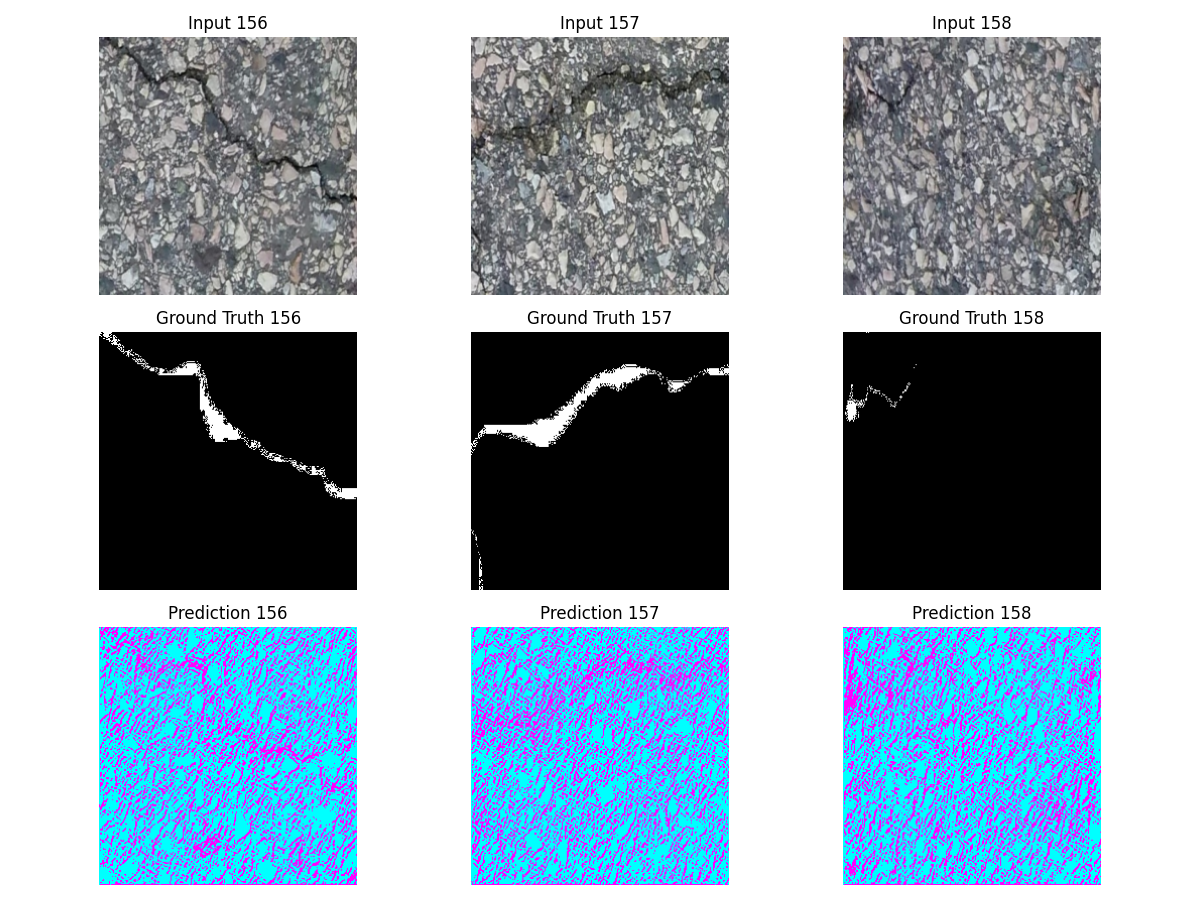 Input 156
Input 157
Input 158
Ground Truth 156
Ground Truth 157
Ground Truth 158
Prediction 156
Prediction 157
Prediction 158